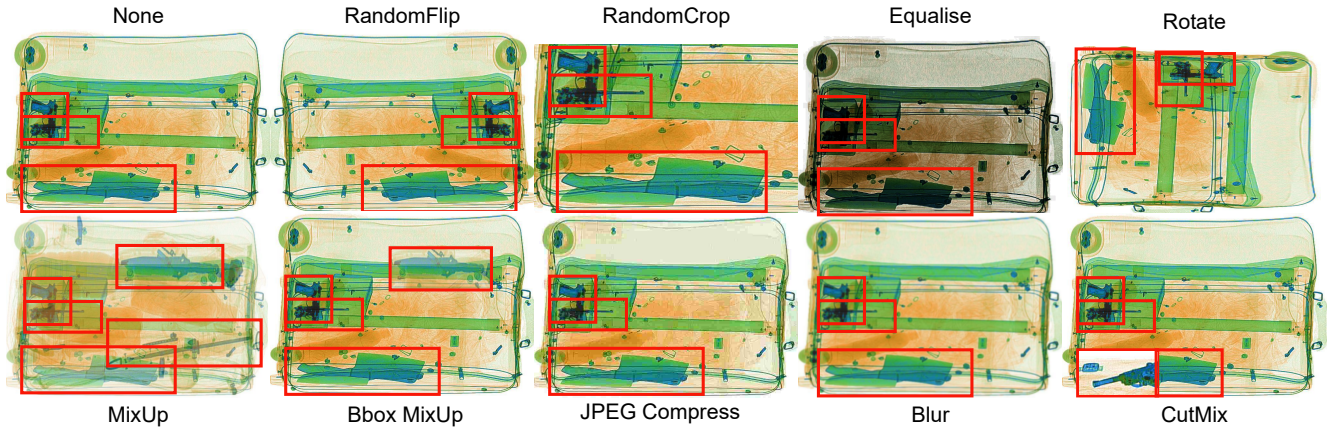 None
RandomFlip
RandomCrop
Equalise
Rotate
MixUp
Bbox MixUp
JPEG Compress
Blur
CutMix